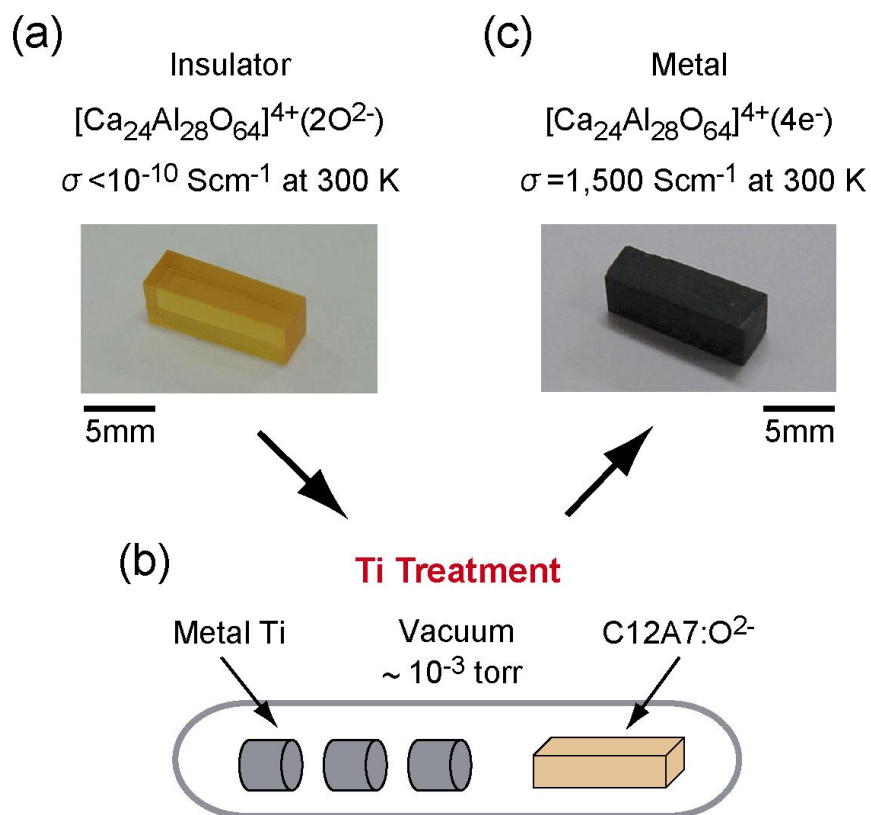 (a)
Insulator
[Ca₂₄Al₂₈O₆₄]⁴⁺(2O²⁻)
σ <10⁻¹⁰ Scm⁻¹ at 300 K
5mm
(c)
Metal
[Ca₂₄Al₂₈O₆₄]⁴⁺(4e⁻)
σ =1,500 Scm⁻¹ at 300 K
5mm
(b)
Ti Treatment
Metal Ti
Vacuum
~ 10⁻³ torr
C12A7:O²⁻